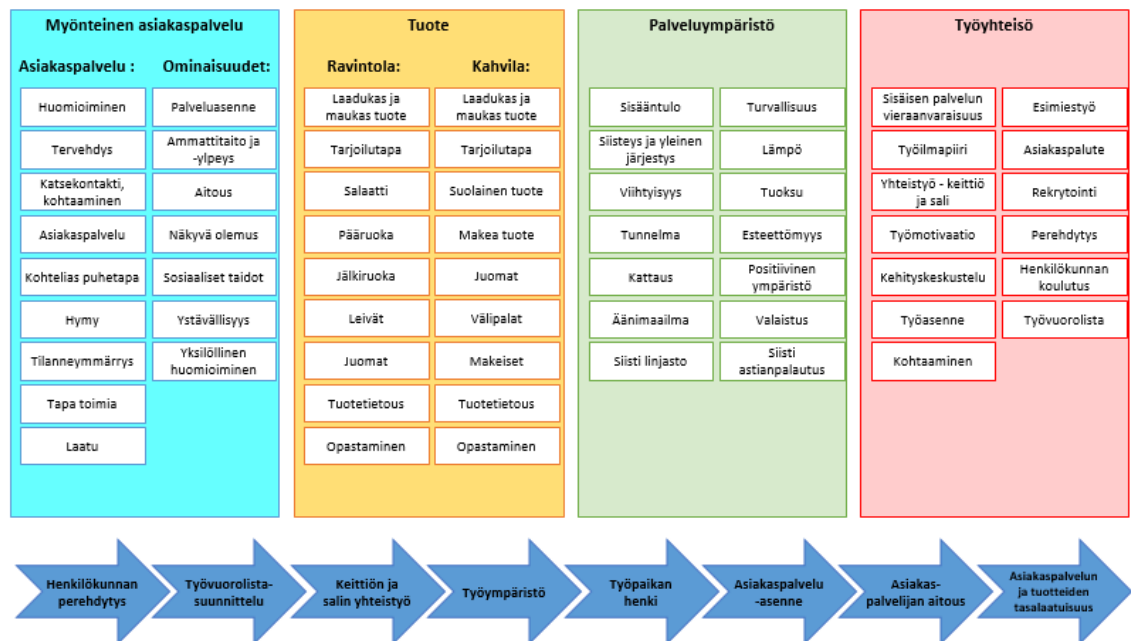 Myönteinen asiakaspalvelu
Asiakaspalvelu :
Ominaisuudet:
Huomioiminen
Palveluasenne
Tervehdys
Ammattitaito ja
-ylpeys
Katsekontakti,
kohtaaminen
Aitous
Asiakaspalvelu
Näkyvä olemus
Kohtelias puhetapa
Sosiaaliset taidot
Hymy
Ystävällisyys
Tilanneymmärrys
Yksilöllinen
huomioiminen
Tapa toimia
Laatu
Tuote
Ravintola:
Kahvila:
Laadukas ja
maukas tuote
Laadukas ja
maukas tuote
Tarjoilutapa
Tarjoilutapa
Salaatti
Suolainen tuote
Pääruoka
Makea tuote
Jälkiruoka
Juomat
Leivät
Välipalat
Juomat
Makeiset
Tuotetietous
Tuotetietous
Opastaminen
Opastaminen
Palveluympäristö
Sisääntulo
Turvallisuus
Siisteys ja yleinen
järjestys
Lämpö
Viihtyisyys
Tuoksu
Tunnelma
Esteettömyys
Kattaus
Positiivinen
ympäristö
Äänimaailma
Valaistus
Siisti linjasto
Siisti
astianpalautus
Työyhteisö
Sisäisen palvelun
vieraanvaraisuus
Esimiestyö
Työilmapiiri
Asiakaspalute
Yhteistyö - keittiö
ja sali
Rekrytointi
Työmotivaatio
Perehdytys
Kehityskeskustelu
Henkilökunnan
koulutus
Työasenne
Työvuorolista
Kohtaaminen
Henkilökunnan
perehdytys
Työvuorolista-
suunnittelu
Keittiön ja
salin yhteistyö
Työympäristö
Työpaikan
henki
Asiakaspalvelu
-asenne
Asiakas-
palvelijan aitous
Asiakaspalvelun
ja tuotteiden
tasalaatuisuus